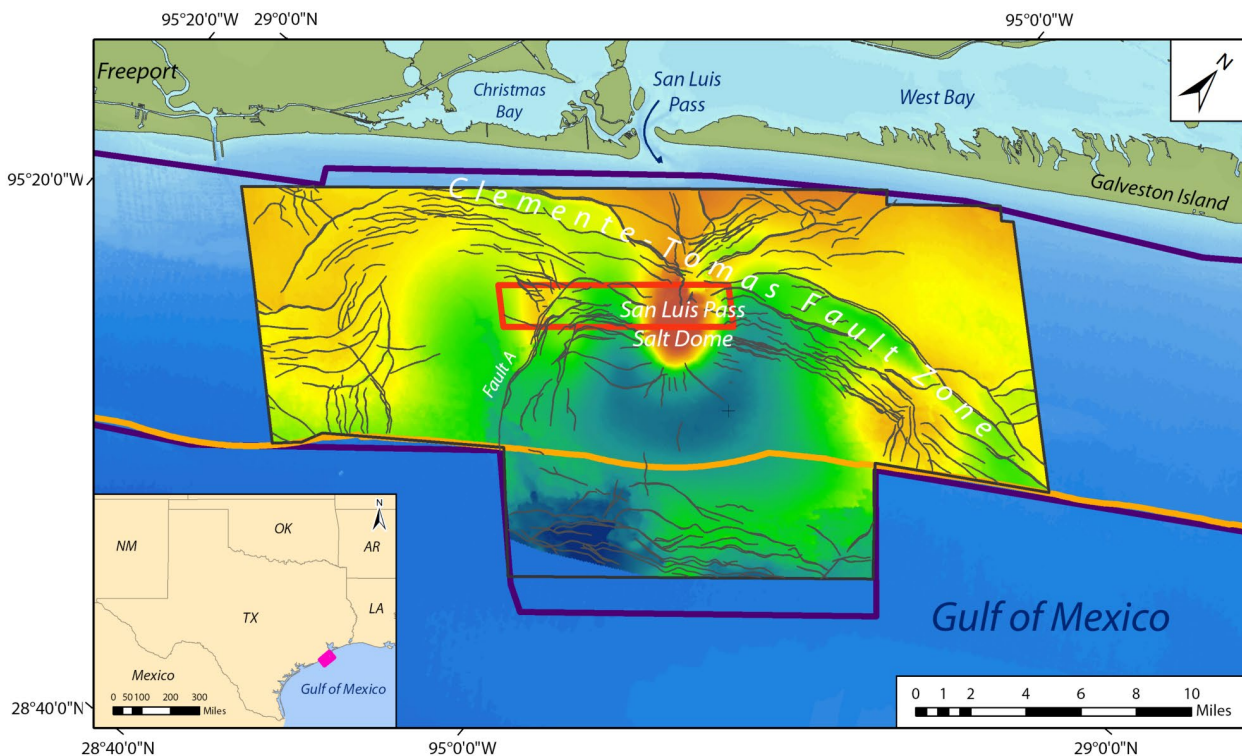 95°20'0"W
29°0'0"N
95°0'0"W
N
Freeport
Christmas
Bay
San Luis
Pass
West Bay
95°20'0"W
Galveston Island
Clemente-Tomas Fault Zone
San Luis Pass
Salt Dome
Fault A
N
NM
OK
AR
TX
LA
Mexico
Gulf of Mexico
0 50 100 200 300
Miles
Gulf of Mexico
0 1 2 4 6 8 10
Miles
28°40'0"N
28°40'0"N
95°0'0"W
29°0'0"N